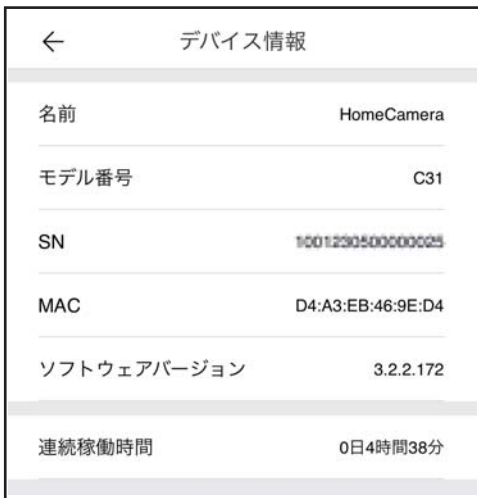 デバイス情報
名前 HomeCamera
モデル番号 C31
SN
MAC D4:A3:EB:46:9E:D4
ソフトウェアバージョン 3.2.2.172
連続稼働時間 0日4時間38分